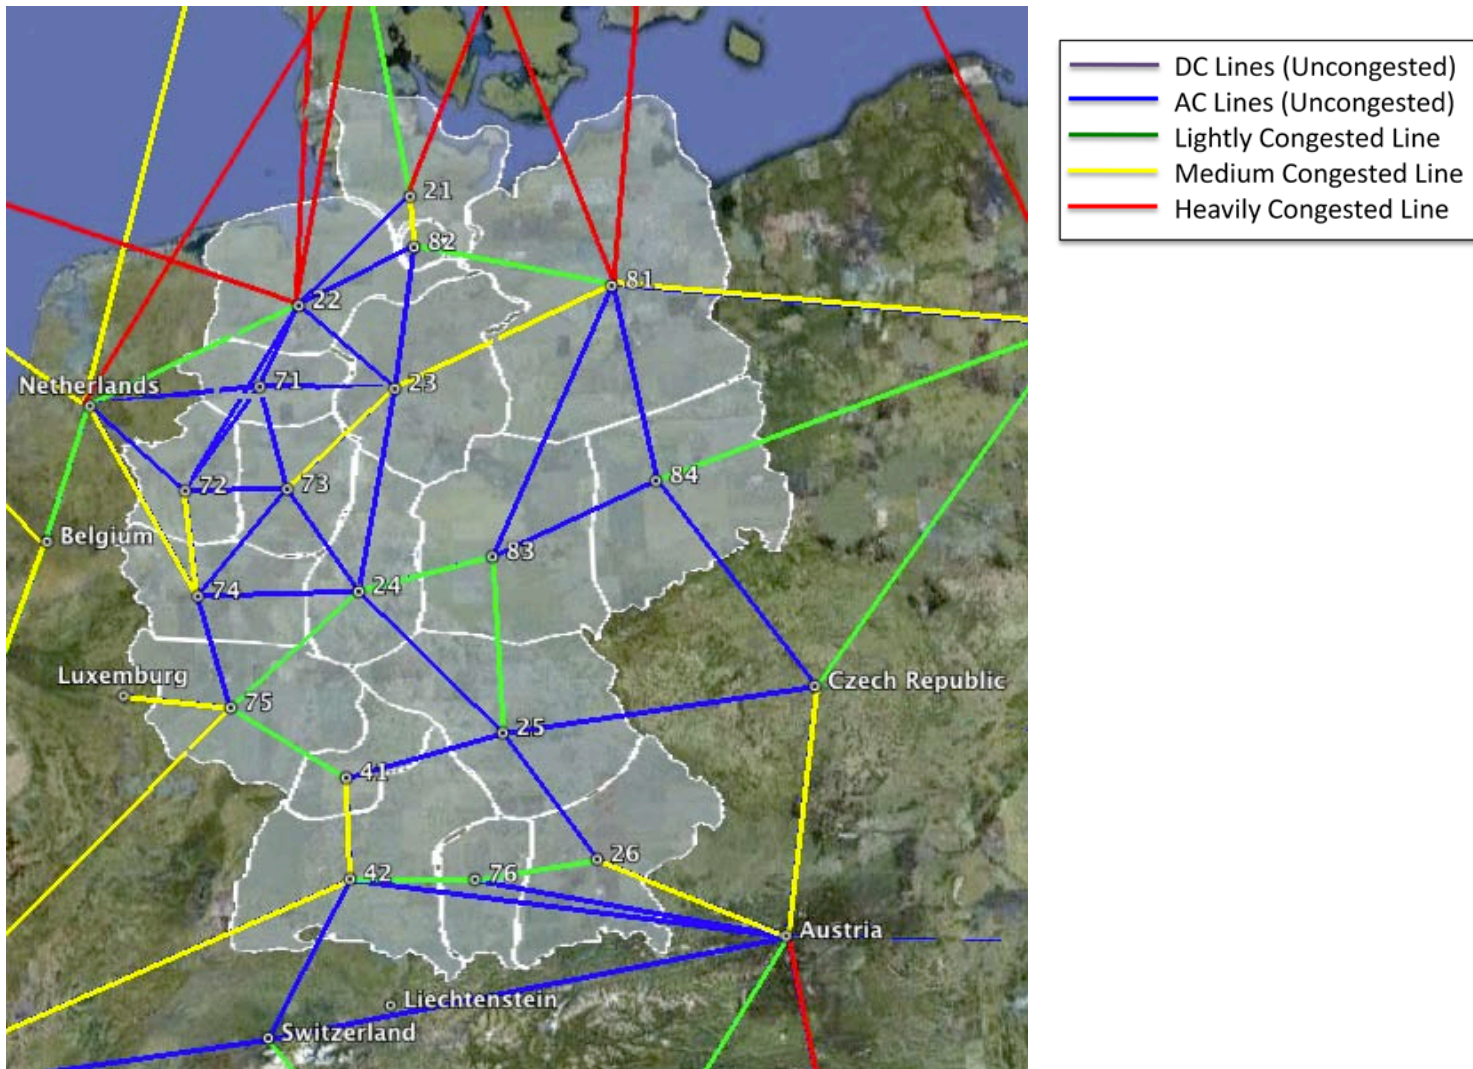 DC Lines (Uncongested)
AC Lines (Uncongested)
Lightly Congested Line
Medium Congested Line
Heavily Congested Line
21
82
81
22
Netherlands
71
23
72
73
84
Belgium
83
74
24
Luxemburg
75
Czech Republic
25
41
26
42
76
Austria
Liechtenstein
Switzerland